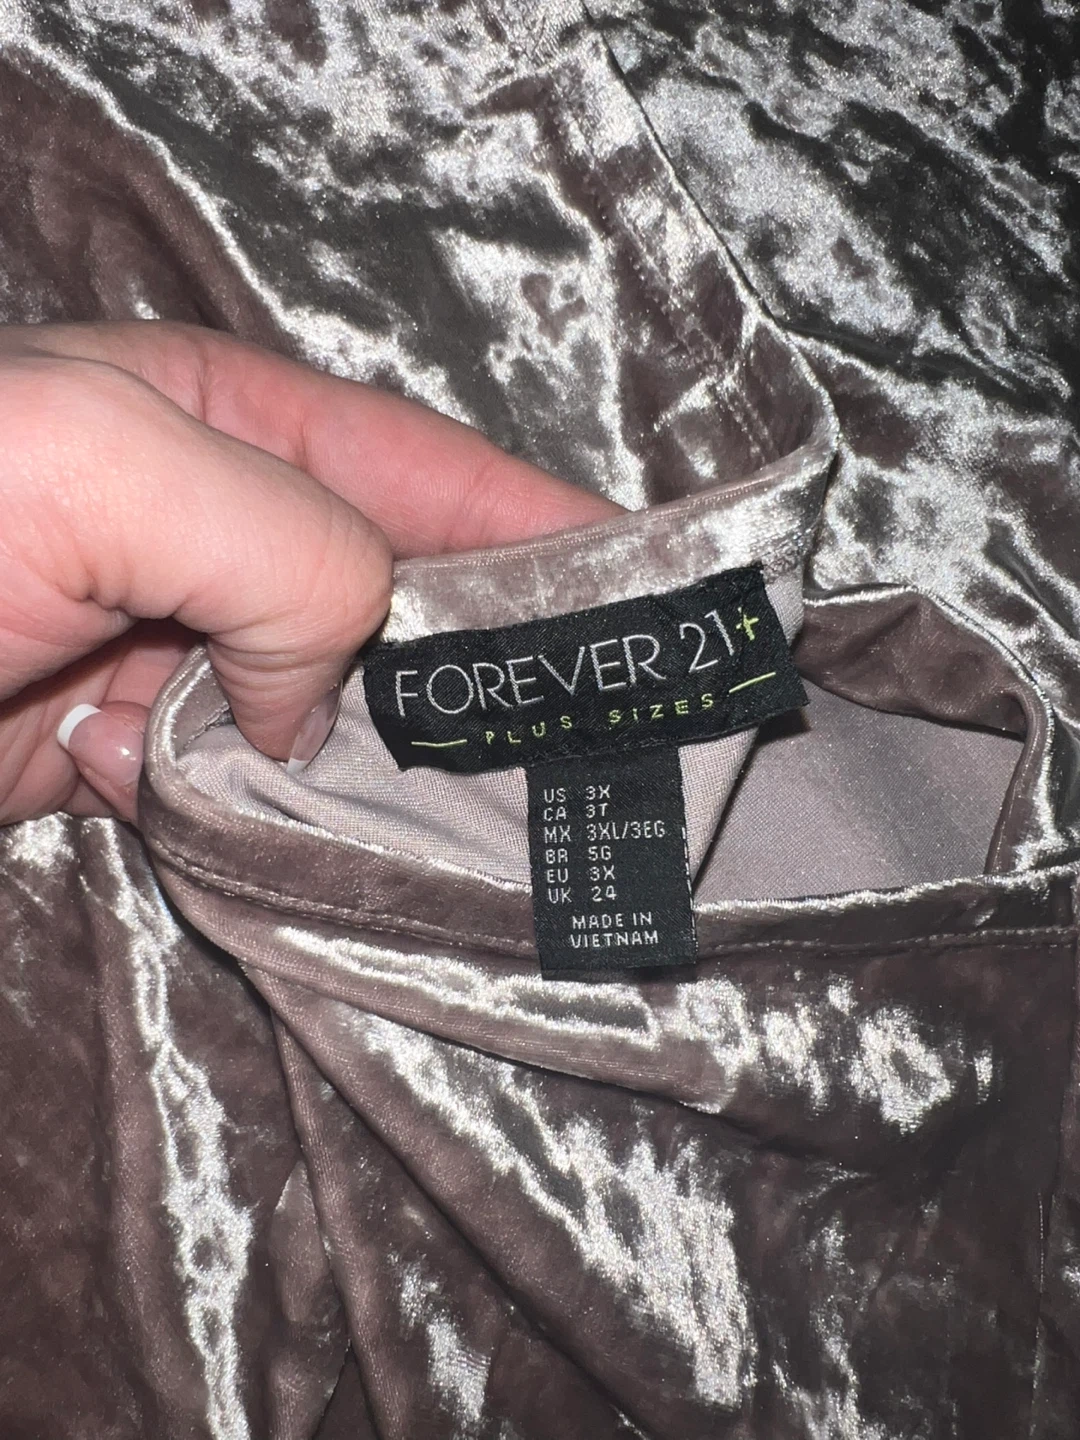 FOREVER 21+
PLUS SIZES
US 3X
CA 3T
MX 3XL/3EG
BR 5G
EU 3X
UK 24
MADE IN
VIETNAM